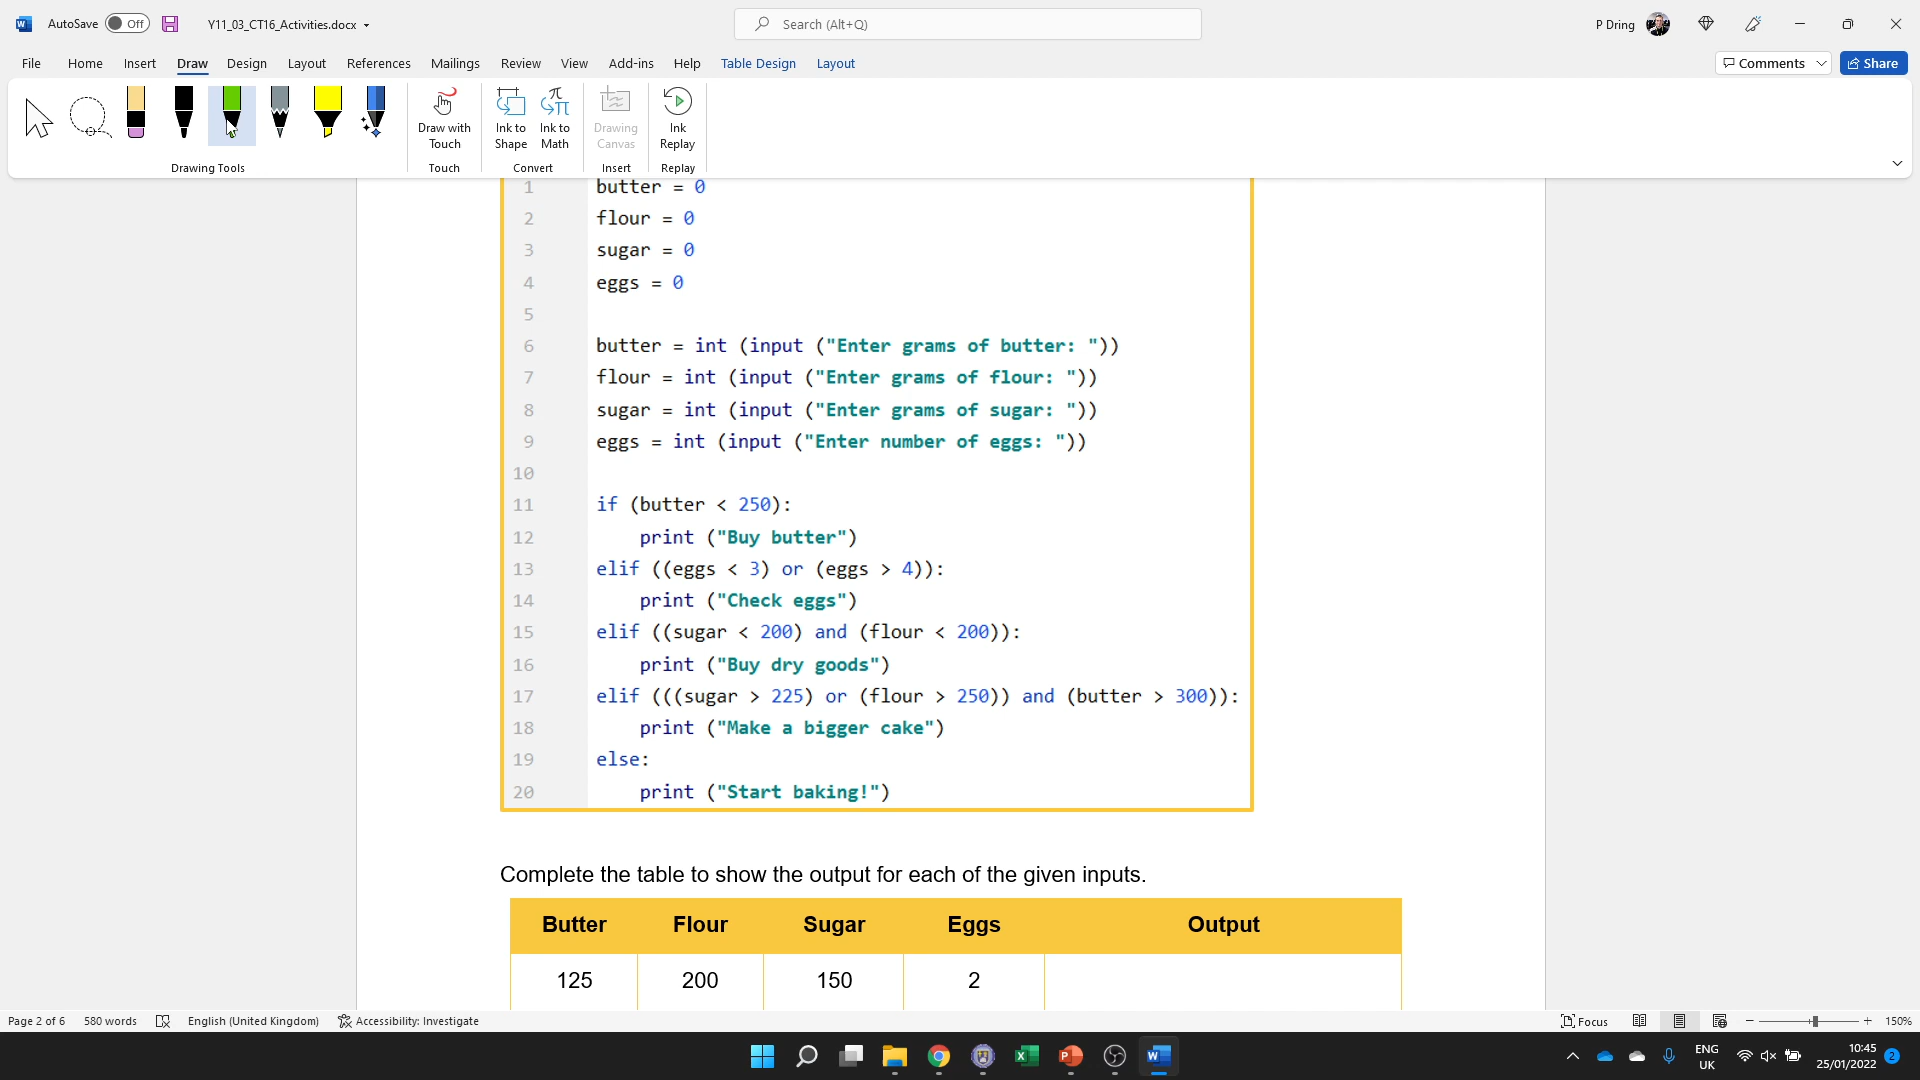 AutoSave Off Y11_03_CT16_Activities.docx Search (Alt+Q) P Dring
File Home Insert Draw Design Layout References Mailings Review View Add-ins Help Table Design Layout Comments Share
Draw with Touch
Ink to Shape
Ink to Math
Drawing Canvas
Ink Replay
Drawing Tools Touch Convert Insert Replay
1 butter = 0
2 flour = 0
3 sugar = 0
4 eggs = 0
5
6 butter = int (input ("Enter grams of butter: "))
7 flour = int (input ("Enter grams of flour: "))
8 sugar = int (input ("Enter grams of sugar: "))
9 eggs = int (input ("Enter number of eggs: "))
10
11 if (butter < 250):
12 print ("Buy butter")
13 elif ((eggs < 3) or (eggs > 4)):
14 print ("Check eggs")
15 elif ((sugar < 200) and (flour < 200)):
16 print ("Buy dry goods")
17 elif (((sugar > 225) or (flour > 250)) and (butter > 300)):
18 print ("Make a bigger cake")
19 else:
20 print ("Start baking!")
Complete the table to show the output for each of the given inputs.
Butter Flour Sugar Eggs Output
125 200 150 2
Page 2 of 6 580 words English (United Kingdom) Accessibility: Investigate Focus 150%
ENG 10:45
UK 25/01/2022 2